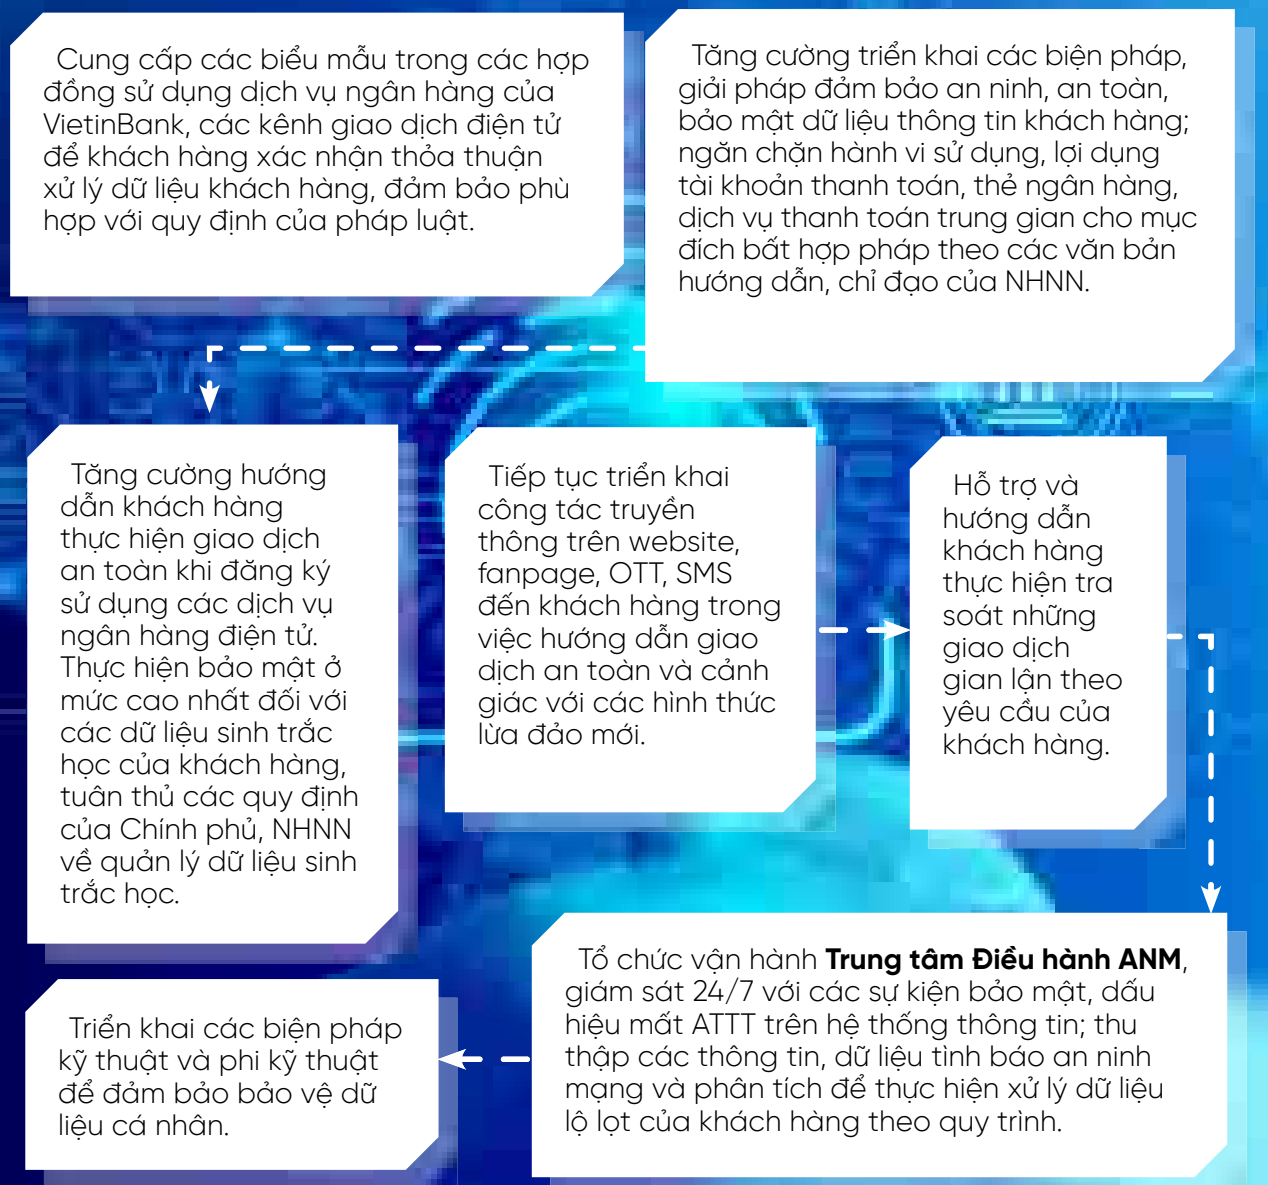 Cung cấp các biểu mẫu trong các hợp
đồng sử dụng dịch vụ ngân hàng của
VietinBank, các kênh giao dịch điện tử
để khách hàng xác nhận thỏa thuận
xử lý dữ liệu khách hàng, đảm bảo phù
hợp với quy định của pháp luật.
Tăng cường triển khai các biện pháp,
giải pháp đảm bảo an ninh, an toàn,
bảo mật dữ liệu thông tin khách hàng;
ngăn chặn hành vi sử dụng, lợi dụng
tài khoản thanh toán, thẻ ngân hàng,
dịch vụ thanh toán trung gian cho mục
đích bất hợp pháp theo các văn bản
hướng dẫn, chỉ đạo của NHNN.
Tăng cường hướng
dẫn khách hàng
thực hiện giao dịch
an toàn khi đăng ký
sử dụng các dịch vụ
ngân hàng điện tử.
Thực hiện bảo mật ở
mức cao nhất đối với
các dữ liệu sinh trắc
học của khách hàng,
tuân thủ các quy định
của Chính phủ, NHNN
về quản lý dữ liệu sinh
trắc học.
Tiếp tục triển khai
công tác truyền
thông trên website,
fanpage, OTT, SMS
đến khách hàng trong
việc hướng dẫn giao
dịch an toàn và cảnh
giác với các hình thức
lừa đảo mới.
Hỗ trợ và
hướng dẫn
khách hàng
thực hiện tra
soát những
giao dịch
gian lận theo
yêu cầu của
khách hàng.
Tổ chức vận hành Trung tâm Điều hành ANM,
giám sát 24/7 với các sự kiện bảo mật, dấu
hiệu mất ATTT trên hệ thống thông tin; thu
thập các thông tin, dữ liệu tình báo an ninh
mạng và phân tích để thực hiện xử lý dữ liệu
lộ lọt của khách hàng theo quy trình.
Triển khai các biện pháp
kỹ thuật và phi kỹ thuật
để đảm bảo bảo vệ dữ
liệu cá nhân.